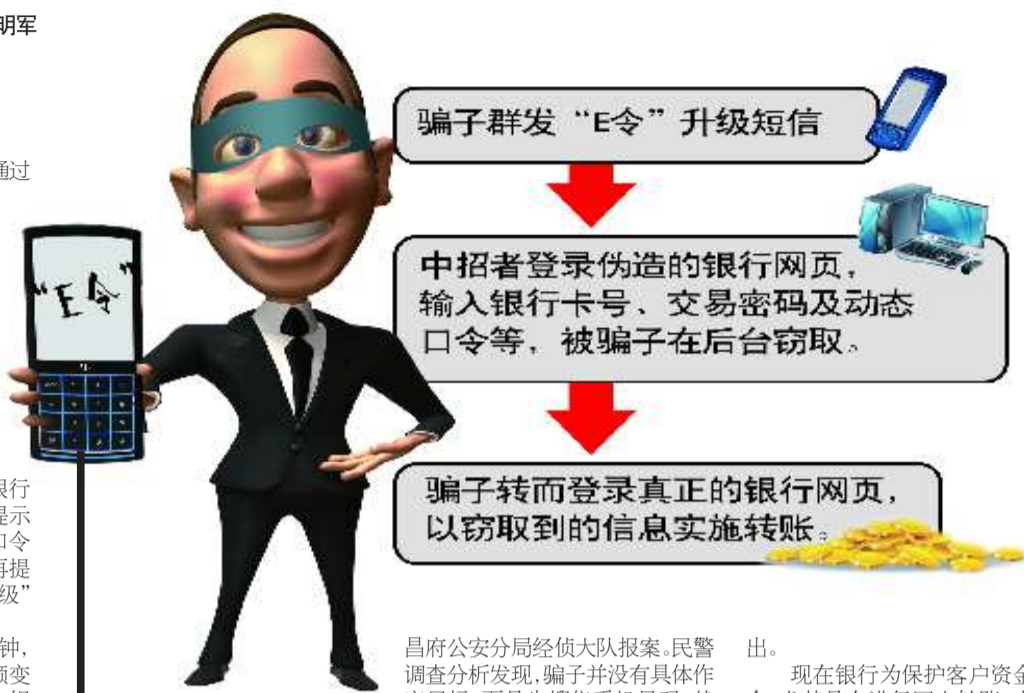 明军
通过
骗子群发“E令”升级短信
“E令”
中招者登录伪造的银行网页，
输入银行卡号、交易密码及动态
口令等，被骗子在后台窃取。
骗子转而登录真正的银行网页，
以窃取到的信息实施转账。
银行
提示
口令
再提
级”
钟，
额变
昌府公安分局经侦大队报案。民警
调查分析发现，骗子并没有具体作
出。
现在银行为保护客户资金